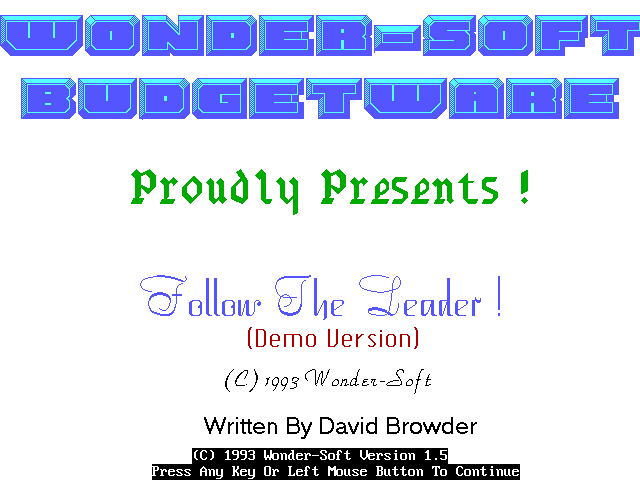 WONDER-SOFT
BUDGETWARE
Proudly Presents !
Follow The Leader !
(Demo Version)
(C) 1993 Wonder-Soft
Written By David Browder
(C) 1993 Wonder-Soft Version 1.5
Press Any Key Or Left Mouse Button To Continue